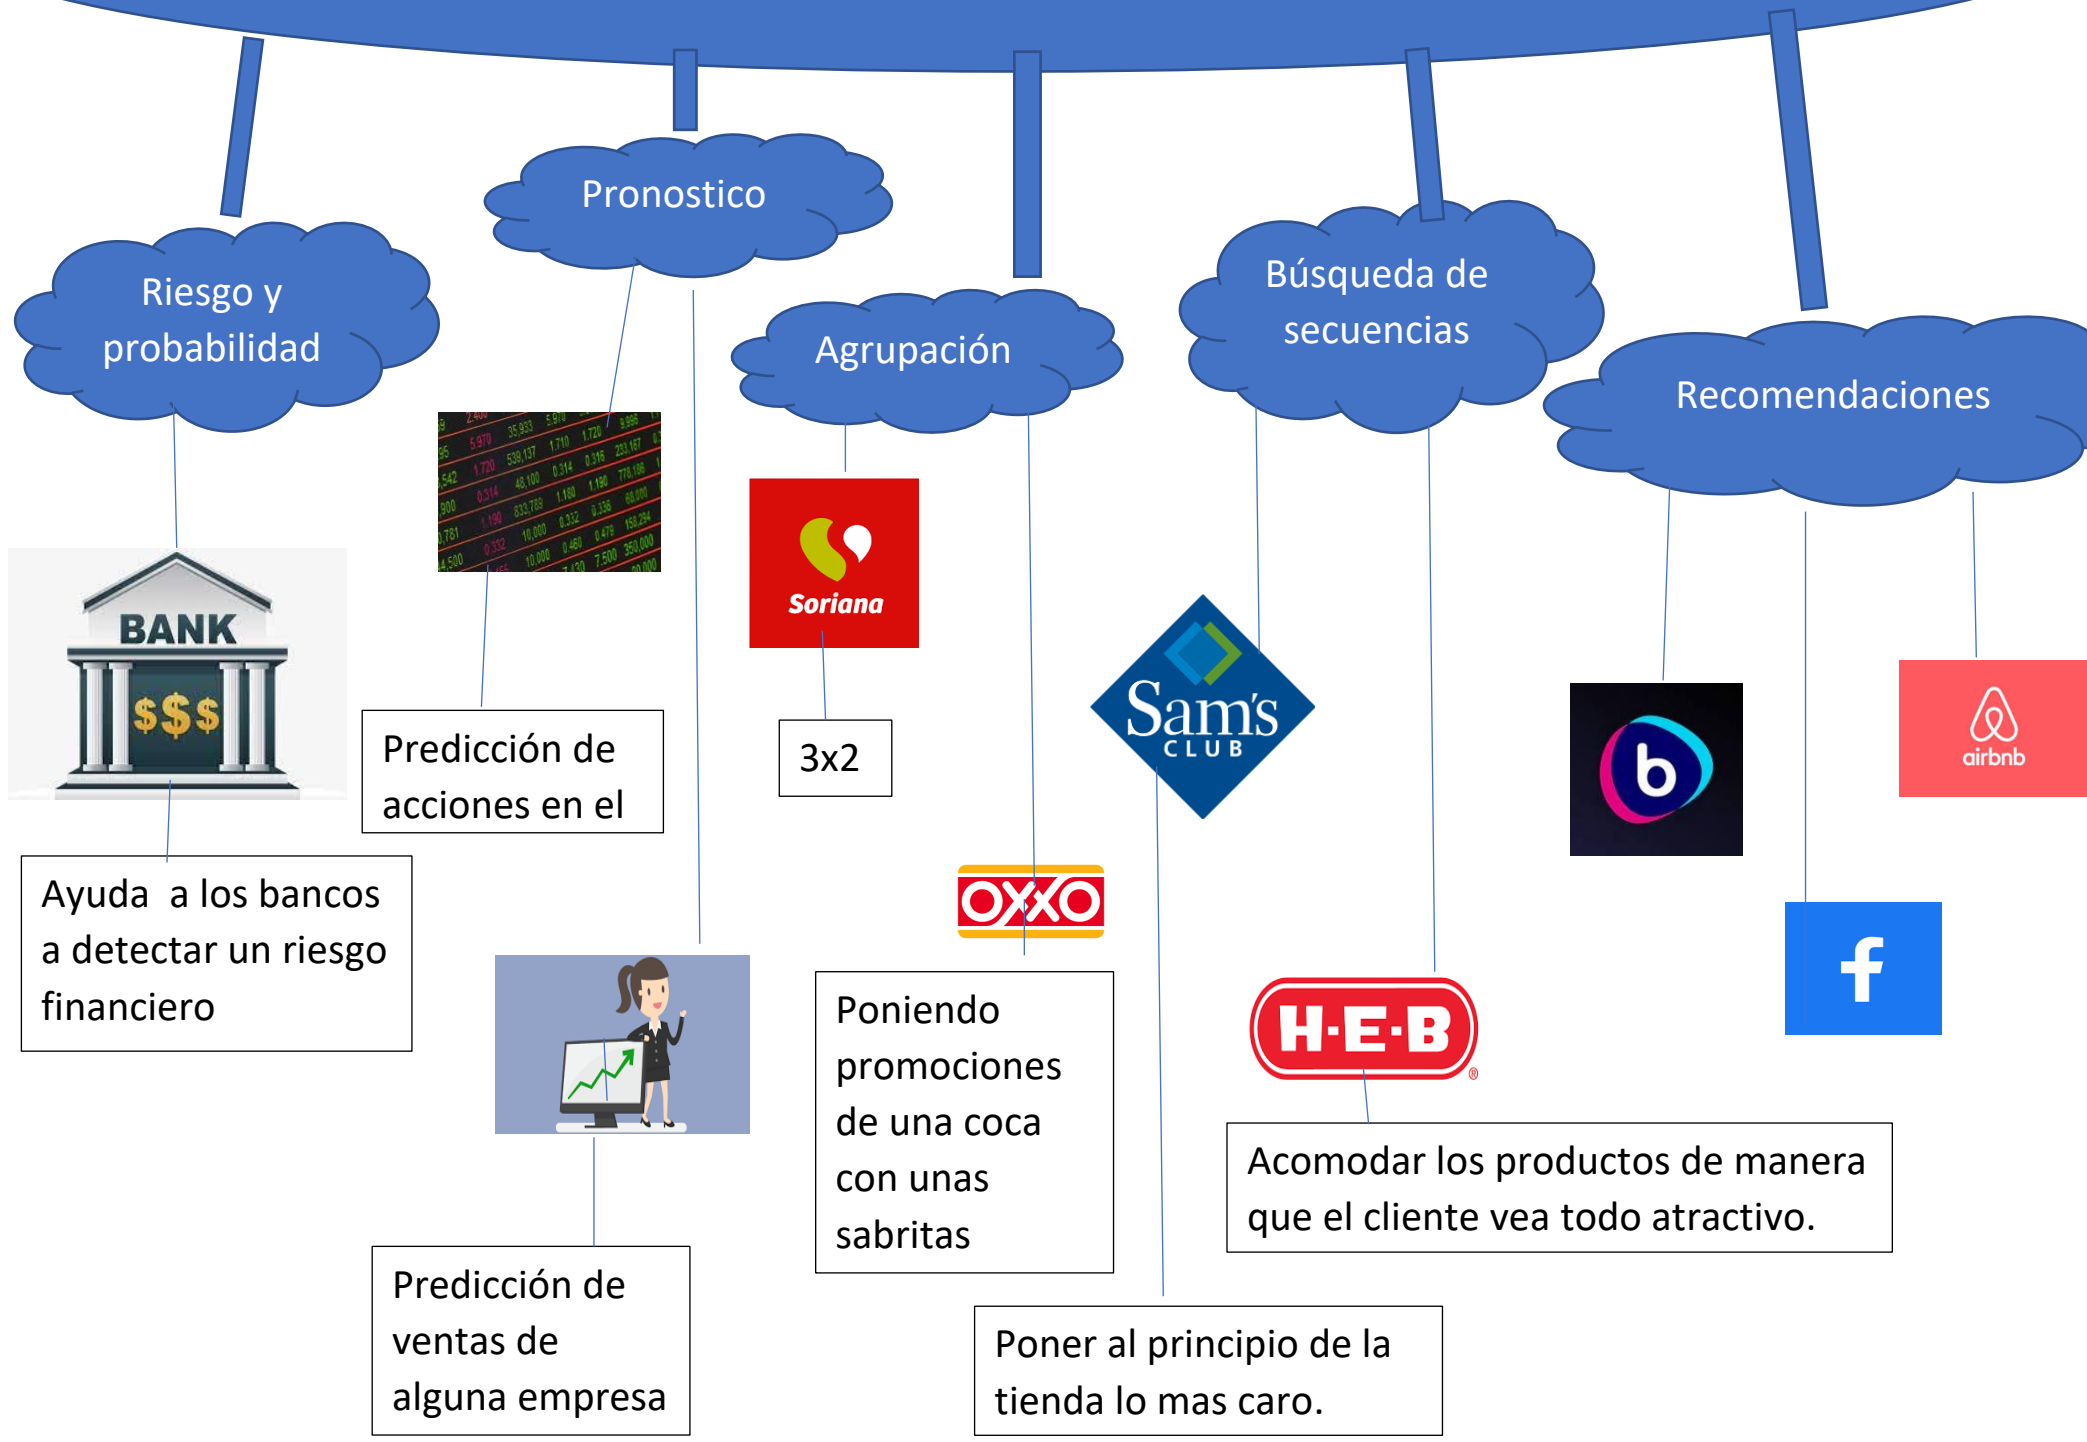 Pronostico
Riesgo y
probabilidad
Agrupación
Búsqueda de
secuencias
Recomendaciones
BANK
$$$
Soriana
Sam's
CLUB
b
airbnb
Predicción de
acciones en el
3x2
Ayuda  a los bancos
a detectar un riesgo
financiero
OXXO
f
H·E·B
®
Poniendo
promociones
de una coca
con unas
sabritas
Acomodar los productos de manera
que el cliente vea todo atractivo.
Predicción de
ventas de
alguna empresa
Poner al principio de la
tienda lo mas caro.